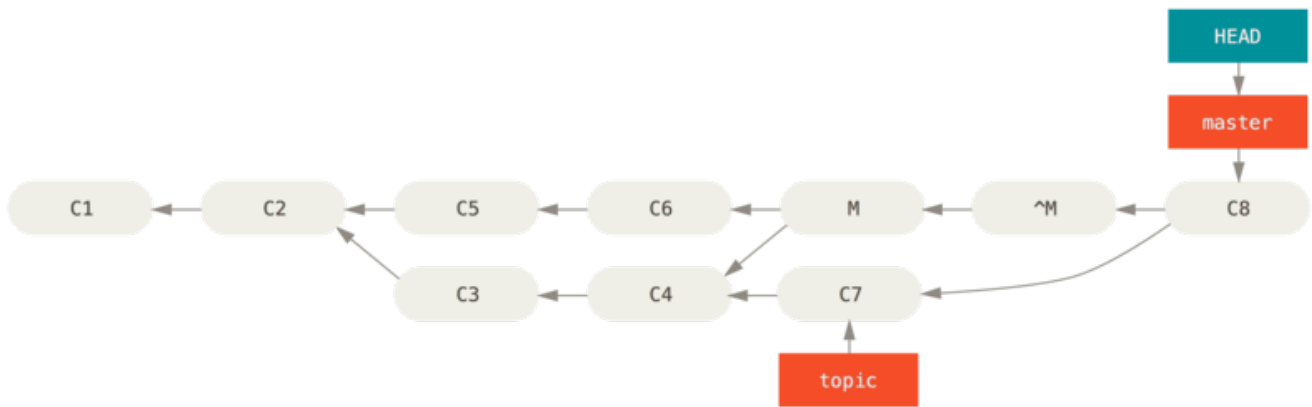 HEAD
master
C1 C2 C5 C6 M ^M C8
C3 C4 C7
topic